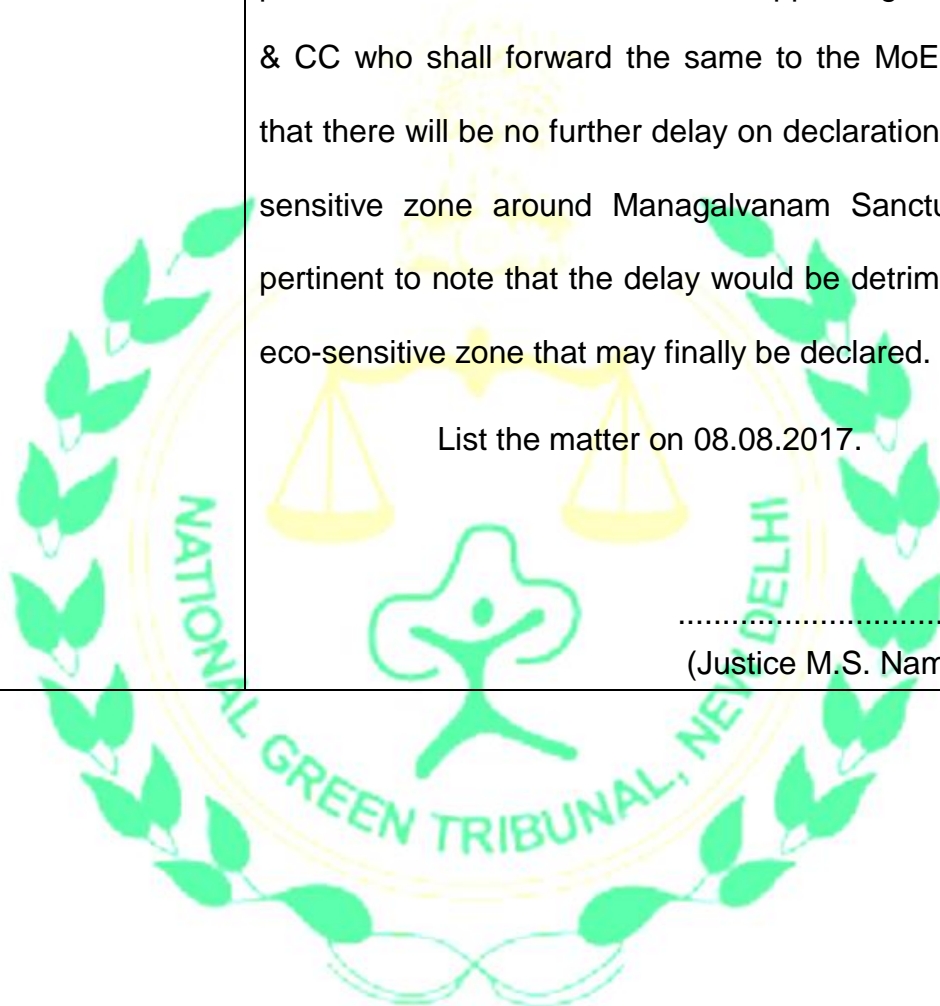 & CC who shall forward the same to the MoE
that there will be no further delay on declaration
sensitive zone around Managalvanam Sanctu
pertinent to note that the delay would be detrim
eco-sensitive zone that may finally be declared.
List the matter on 08.08.2017.
..............................
(Justice M.S. Nam
NATIONAL GREEN TRIBUNAL, NEW DELHI